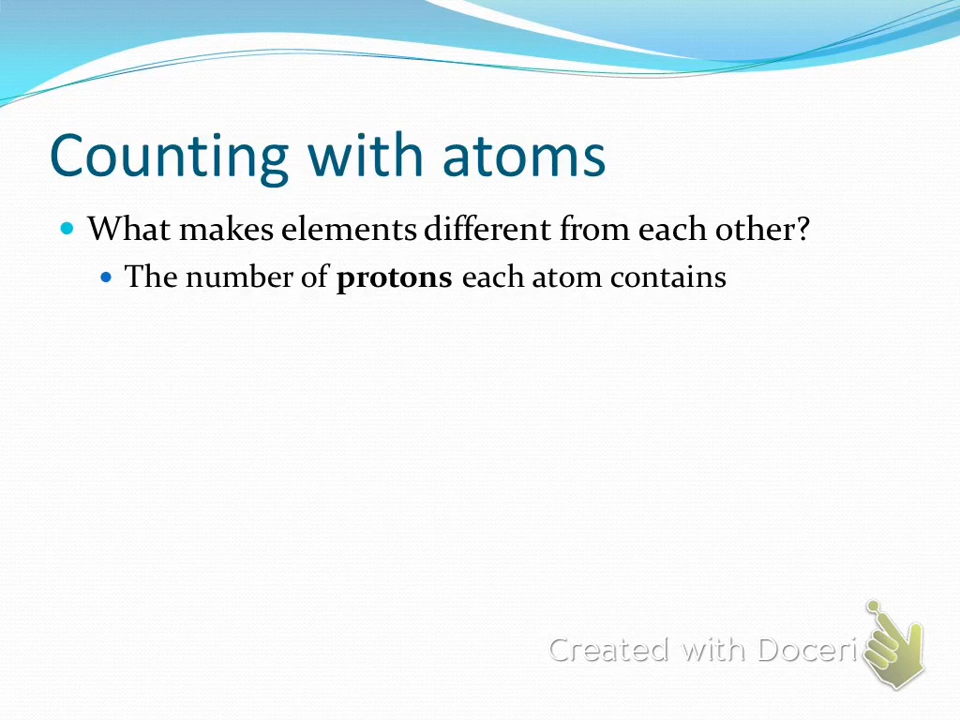 Counting with atoms
What makes elements different from each other?
The number of protons each atom contains
Created with Doceri